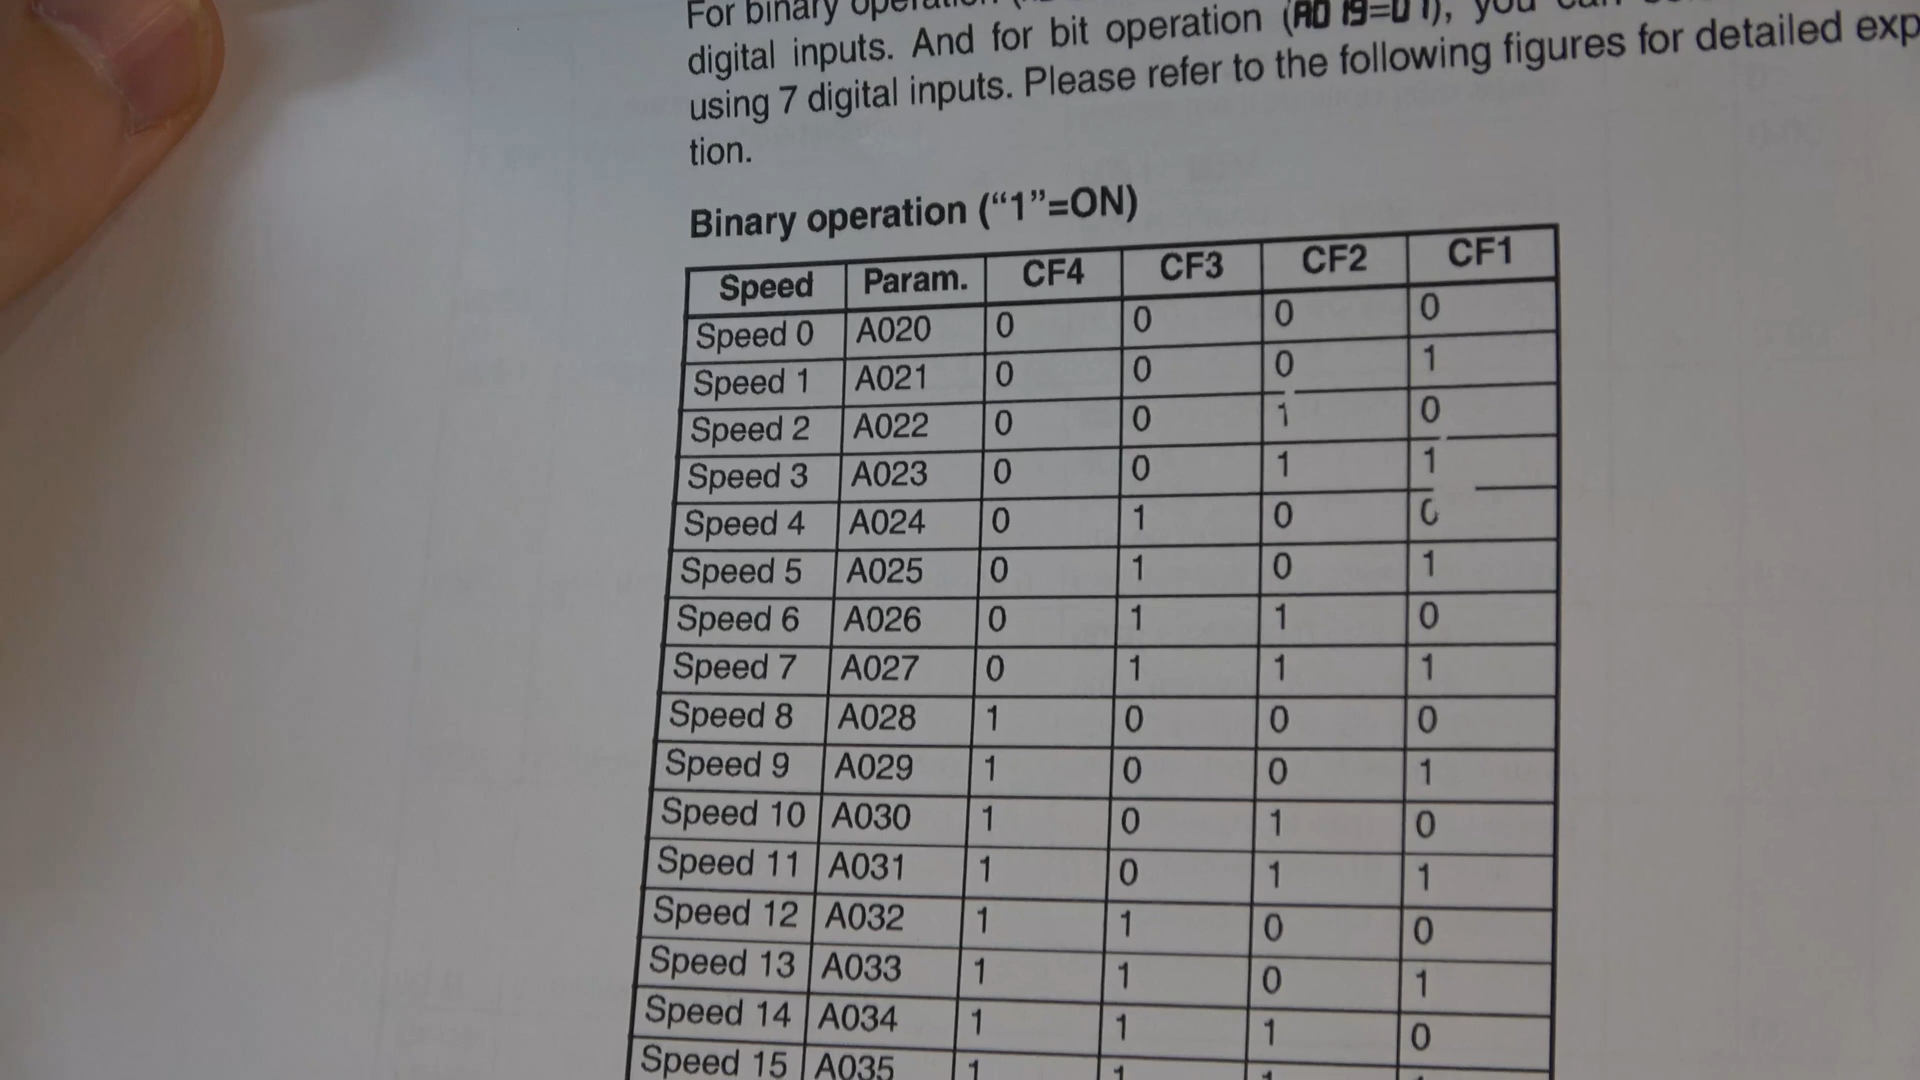 For binary operation
digital inputs. And for bit operation (A019=01), you can
using 7 digital inputs. Please refer to the following figures for detailed exp
tion.
Binary operation (“1”=ON)
Speed Param. CF4 CF3 CF2 CF1
Speed 0 A020 0 0 0 0
Speed 1 A021 0 0 0 1
Speed 2 A022 0 0 1 0
Speed 3 A023 0 0 1 1
Speed 4 A024 0 1 0 0
Speed 5 A025 0 1 0 1
Speed 6 A026 0 1 1 0
Speed 7 A027 0 1 1 1
Speed 8 A028 1 0 0 0
Speed 9 A029 1 0 0 1
Speed 10 A030 1 0 1 0
Speed 11 A031 1 0 1 1
Speed 12 A032 1 1 0 0
Speed 13 A033 1 1 0 1
Speed 14 A034 1 1 1 0
Speed 15 A035 1 1 1